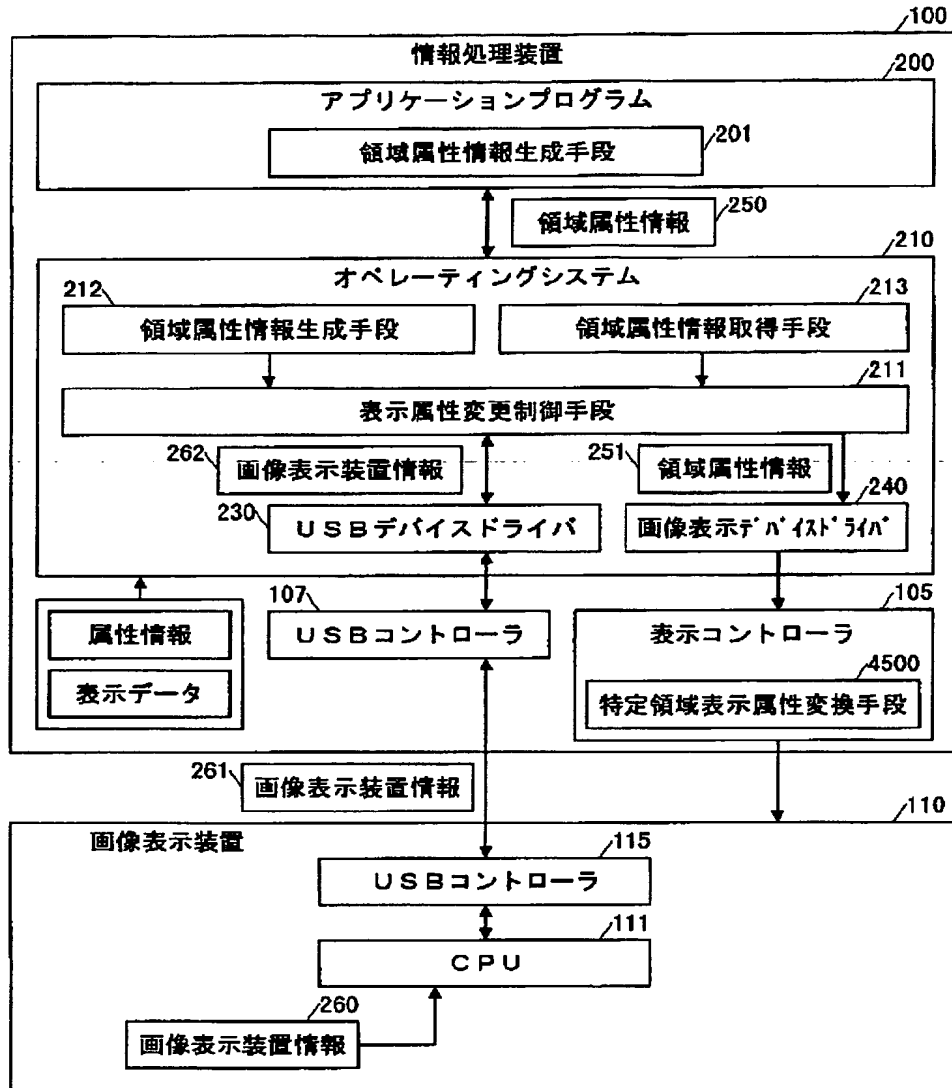 100
情報処理装置
200
アプリケーションプログラム
201
領域属性情報生成手段
領域属性情報
250
210
オペレーティングシステム
212
領域属性情報生成手段
213
領域属性情報取得手段
211
表示属性変更制御手段
262
画像表示装置情報
251
領域属性情報
230
USBデバイスドライバ
240
画像表示ﾃﾞﾊﾞｲｽﾄﾞﾗｲﾊﾞ
属性情報
表示データ
107
USBコントローラ
105
表示コントローラ
4500
特定領域表示属性変換手段
261
画像表示装置情報
110
画像表示装置
115
USBコントローラ
111
CPU
260
画像表示装置情報